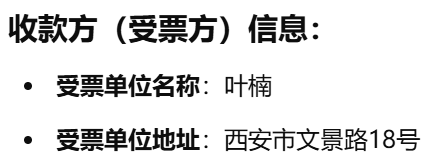 收款方（受票方）信息：
• 受票单位名称：叶楠
• 受票单位地址：西安市文景路18号